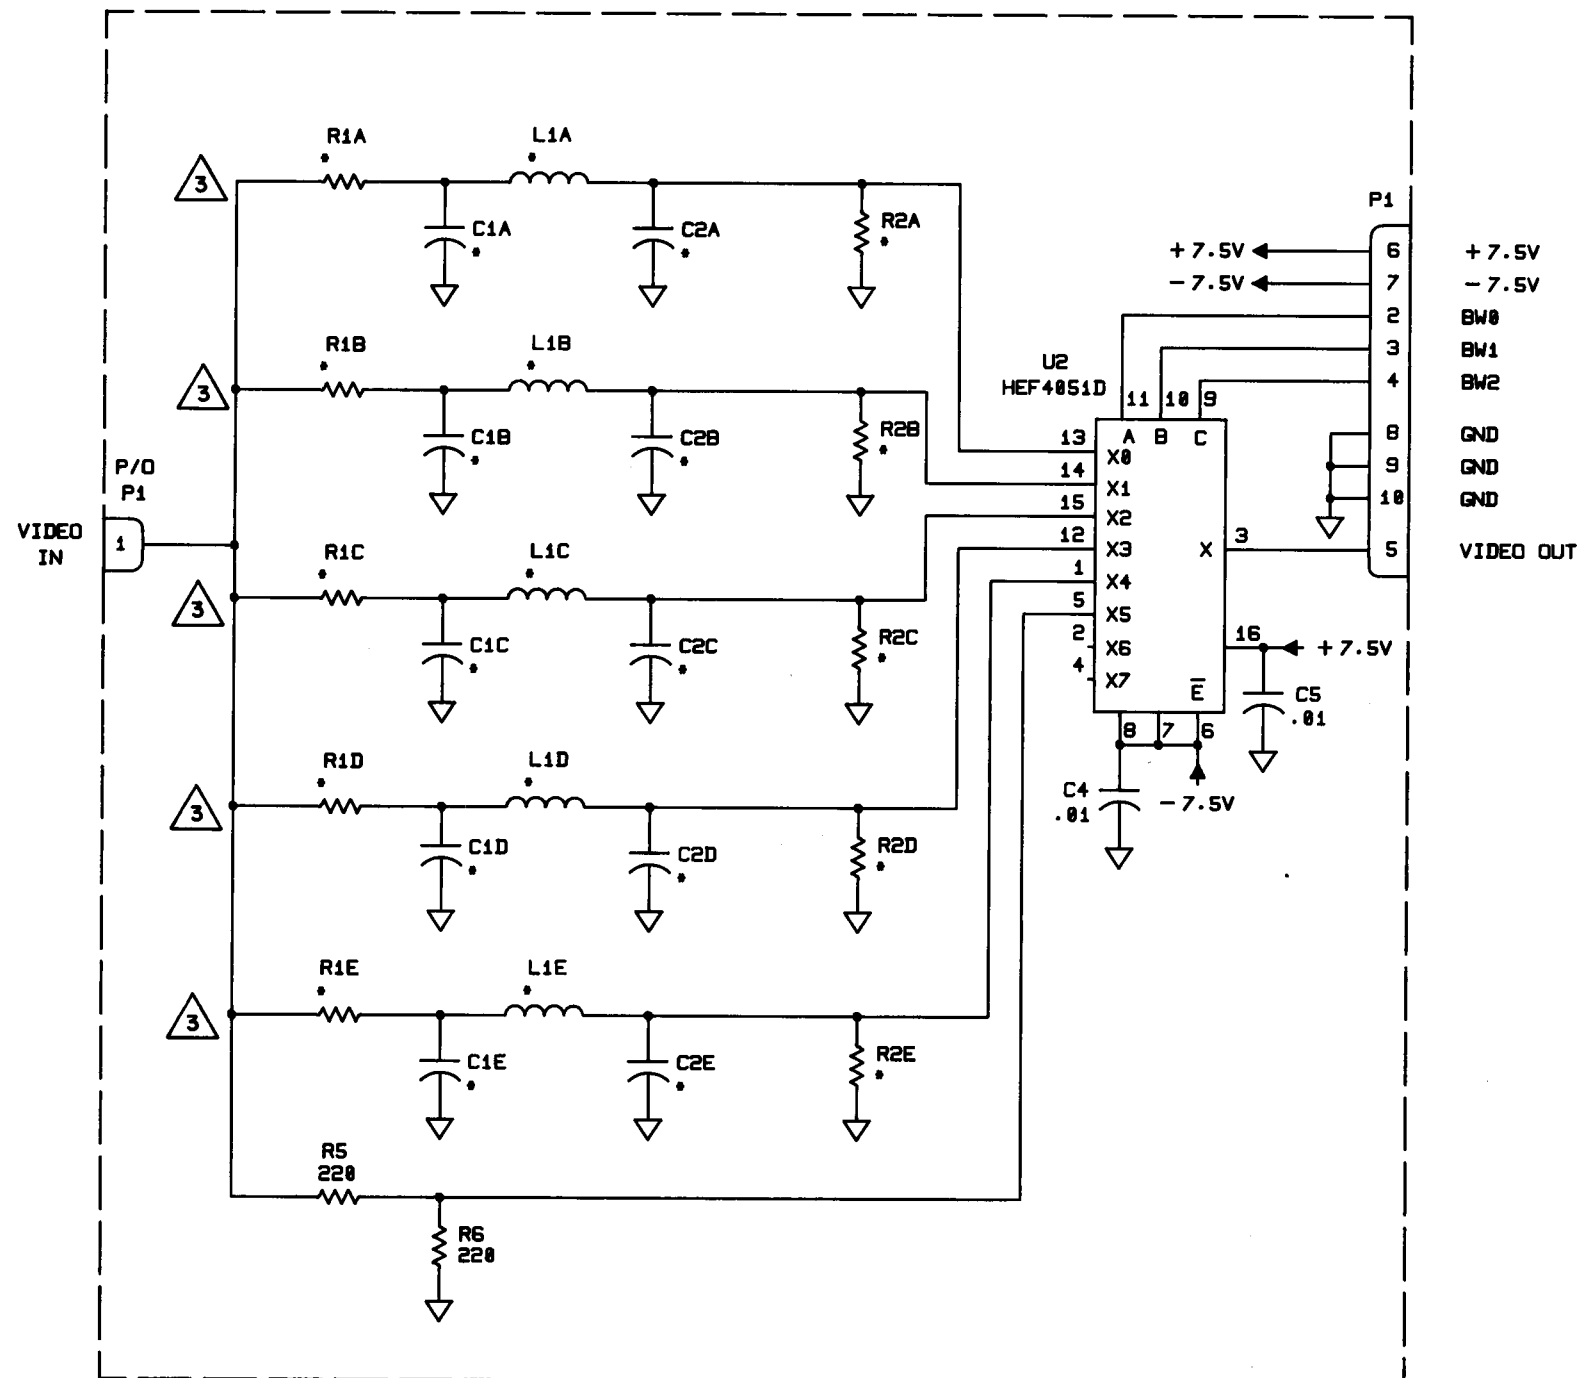 R1A
*
L1A
*
3
C1A
*
C2A
*
R2A
*
P1
+7.5V
6
+7.5V
-7.5V
7
-7.5V
2
BW0
3
BW1
4
BW2
8
GND
9
GND
10
GND
5
VIDEO OUT
R1B
*
L1B
*
3
C1B
*
C2B
*
R2B
*
U2
HEF4051D
11
10
9
A
B
C
13
X0
14
X1
15
X2
12
X3
1
X4
5
X5
2
X6
4
X7
X
3
16
+7.5V
C5
.01
E̅
8
7
6
C4
.01
-7.5V
P/O
P1
VIDEO
IN
1
R1C
*
L1C
*
3
C1C
*
C2C
*
R2C
*
R1D
*
L1D
*
3
C1D
*
C2D
*
R2D
*
R1E
*
L1E
*
3
C1E
*
C2E
*
R2E
*
R5
220
R6
220